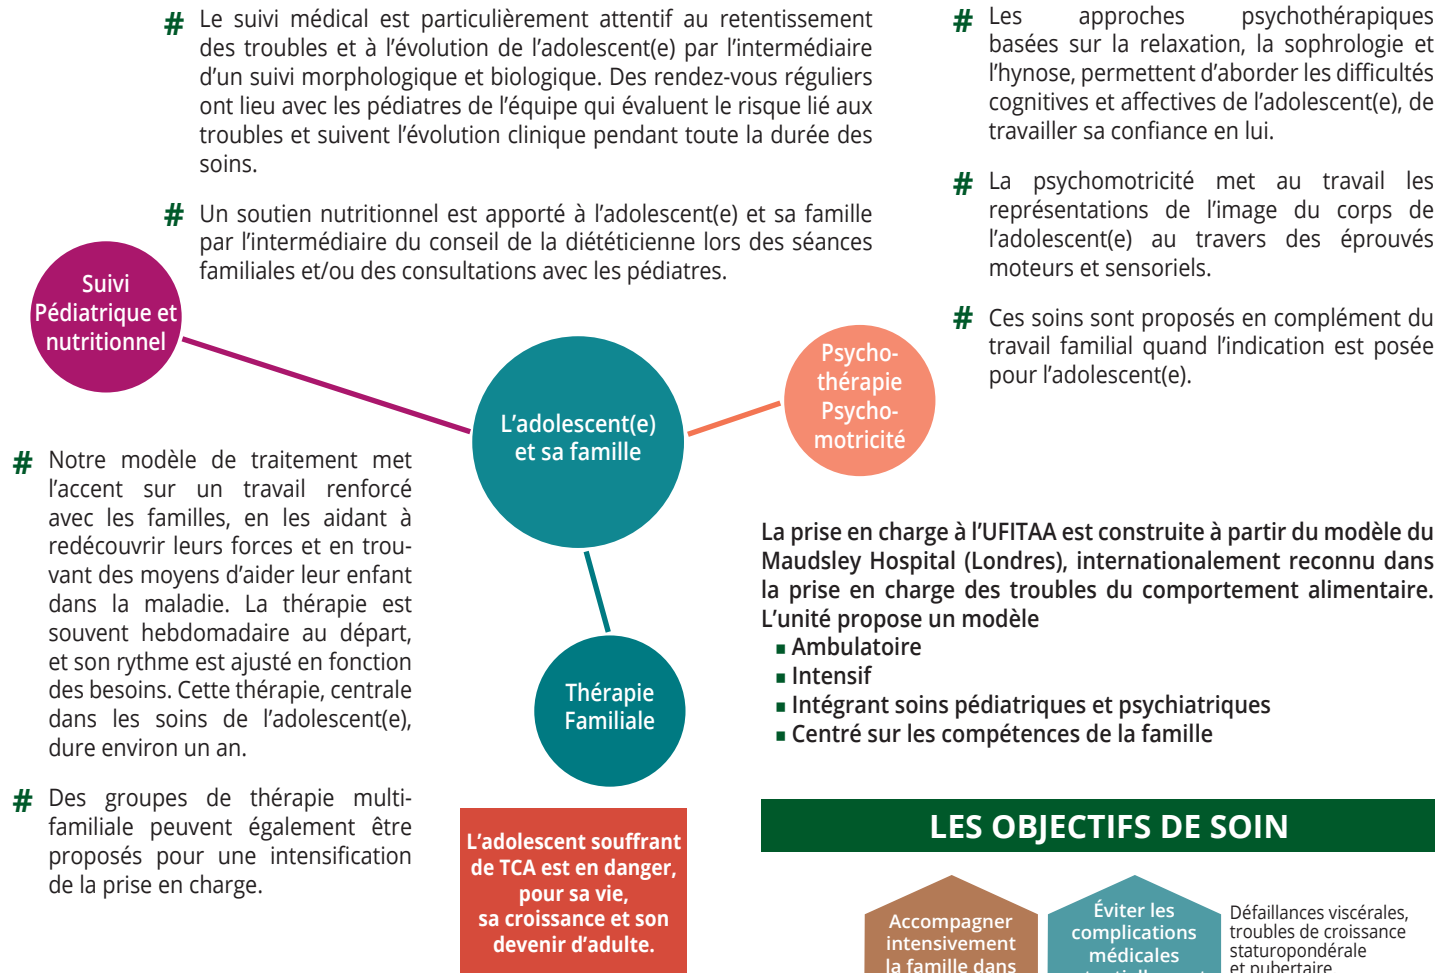 # Le suivi médical est particulièrement attentif au retentissement
des troubles et à l’évolution de l’adolescent(e) par l’intermédiaire
d’un suivi morphologique et biologique. Des rendez-vous réguliers
ont lieu avec les pédiatres de l’équipe qui évaluent le risque lié aux
troubles et suivent l’évolution clinique pendant toute la durée des
soins.
# Un soutien nutritionnel est apporté à l’adolescent(e) et sa famille
par l’intermédiaire du conseil de la diététicienne lors des séances
familiales et/ou des consultations avec les pédiatres.
Suivi
Pédiatrique et
nutritionnel
# Les approches psychothérapiques
basées sur la relaxation, la sophrologie et
l’hynose, permettent d’aborder les difficultés
cognitives et affectives de l’adolescent(e), de
travailler sa confiance en lui.
# La psychomotricité met au travail les
représentations de l’image du corps de
l’adolescent(e) au travers des éprouvés
moteurs et sensoriels.
# Ces soins sont proposés en complément du
travail familial quand l’indication est posée
pour l’adolescent(e).
Psycho-
thérapie
Psycho-
motricité
L’adolescent(e)
et sa famille
# Notre modèle de traitement met
l’accent sur un travail renforcé
avec les familles, en les aidant à
redécouvrir leurs forces et en trou-
vant des moyens d’aider leur enfant
dans la maladie. La thérapie est
souvent hebdomadaire au départ,
et son rythme est ajusté en fonction
des besoins. Cette thérapie, centrale
dans les soins de l’adolescent(e),
dure environ un an.
# Des groupes de thérapie multi-
familiale peuvent également être
proposés pour une intensification
de la prise en charge.
Thérapie
Familiale
L’adolescent souffrant
de TCA est en danger,
pour sa vie,
sa croissance et son
devenir d’adulte.
La prise en charge à l’UFITAA est construite à partir du modèle du
Maudsley Hospital (Londres), internationalement reconnu dans
la prise en charge des troubles du comportement alimentaire.
L’unité propose un modèle
▪ Ambulatoire
▪ Intensif
▪ Intégrant soins pédiatriques et psychiatriques
▪ Centré sur les compétences de la famille
LES OBJECTIFS DE SOIN
Accompagner
intensivement
la famille dans
Éviter les
complications
médicales
Défaillances viscérales,
troubles de croissance
staturopondérale
et pubertaire